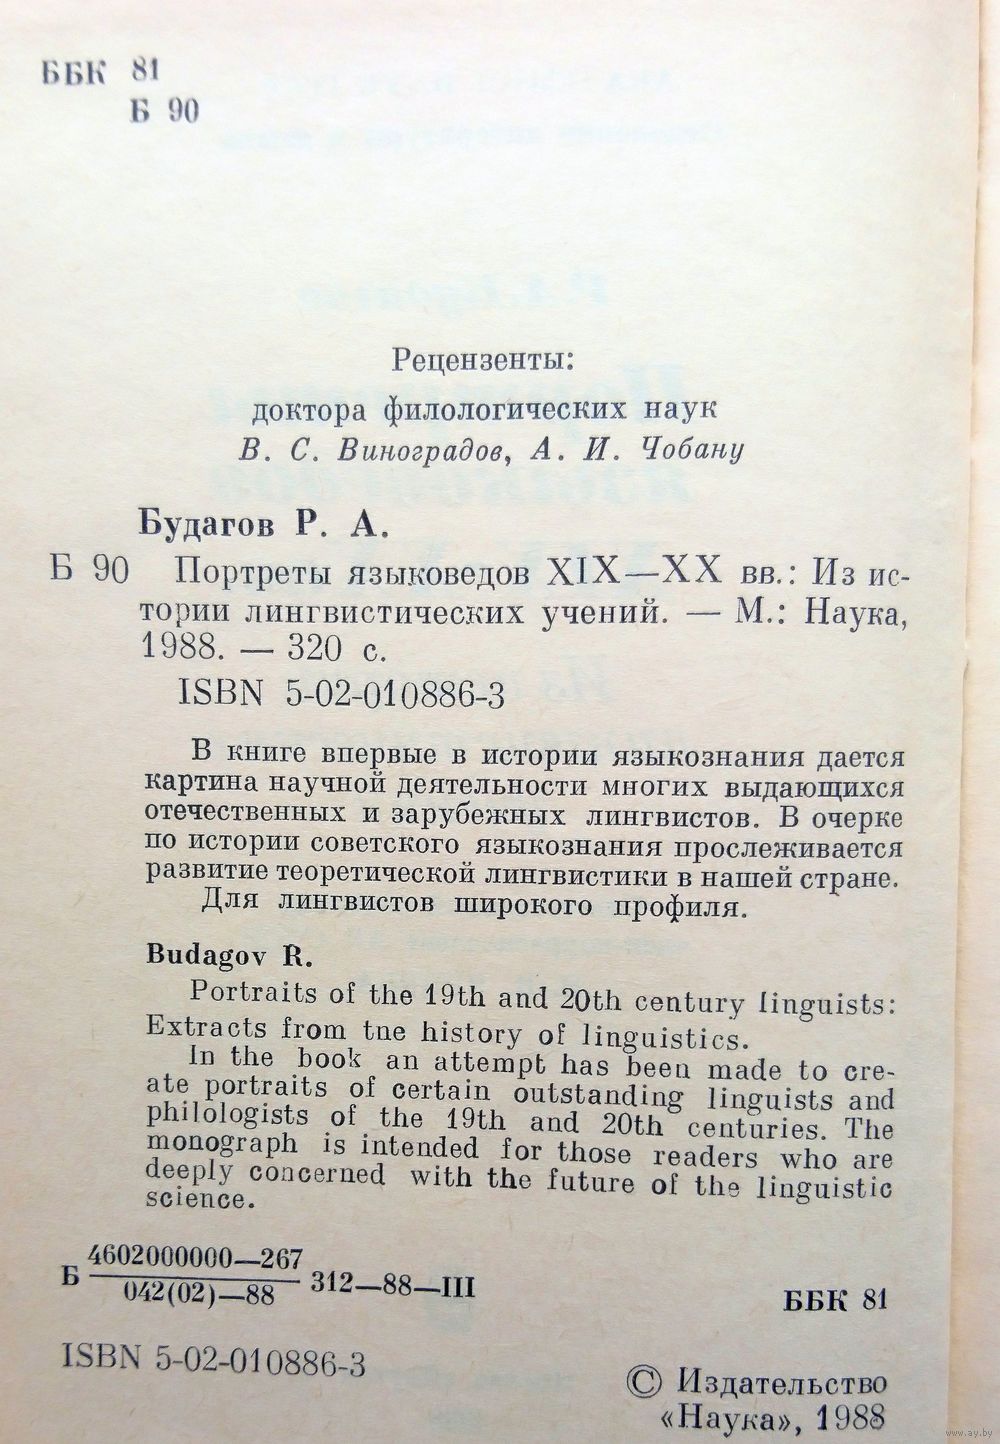 ББК 81
Б 90
Рецензенты:
доктора филологических наук
В. С. Виноградов, А. И. Чобану
Будагов Р. А.
Б 90 Портреты языковедов XIX—XX вв.: Из ис-
тории лингвистических учений. — М.: Наука,
1988. — 320 с.
ISBN 5-02-010886-3
В книге впервые в истории языкознания дается
картина научной деятельности многих выдающихся
отечественных и зарубежных лингвистов. В очерке
по истории советского языкознания прослеживается
развитие теоретической лингвистики в нашей стране.
Для лингвистов широкого профиля.
Budagov R.
Portraits of the 19th and 20th century linguists:
Extracts from tne history of linguistics.
In the book an attempt has been made to cre-
ate portraits of certain outstanding linguists and
philologists of the 19th and 20th centuries. The
monograph is intended for those readers who are
deeply concerned with the future of the linguistic
science.
Б 4602000000—267 312—88—III
042(02)—88
ББК 81
ISBN 5-02-010886-3
© Издательство
«Наука», 1988
www.ay.by